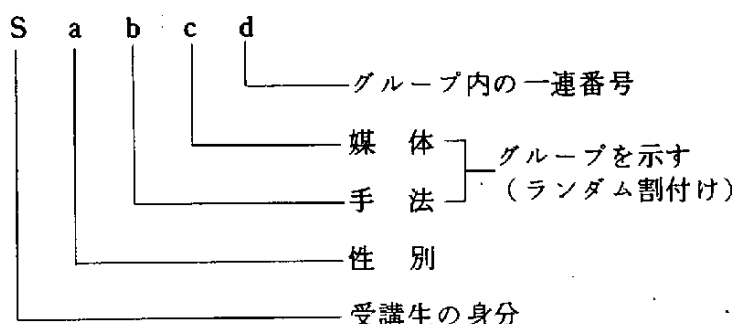 S a b c d
グループ内の一連番号
媒 体
グループを示す
(ランダム割付け)
手 法
性 別
受講生の身分